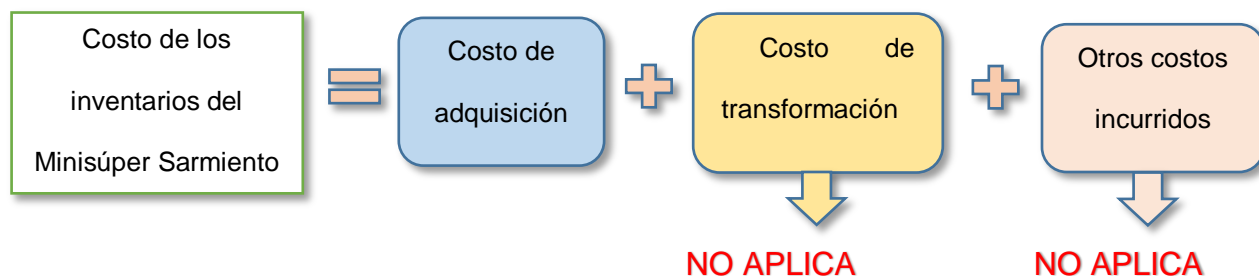 Costo de los
inventarios del
Minisúper Sarmiento
Costo de
adquisición
Costo de
transformación
Otros costos
incurridos
NO APLICA
NO APLICA